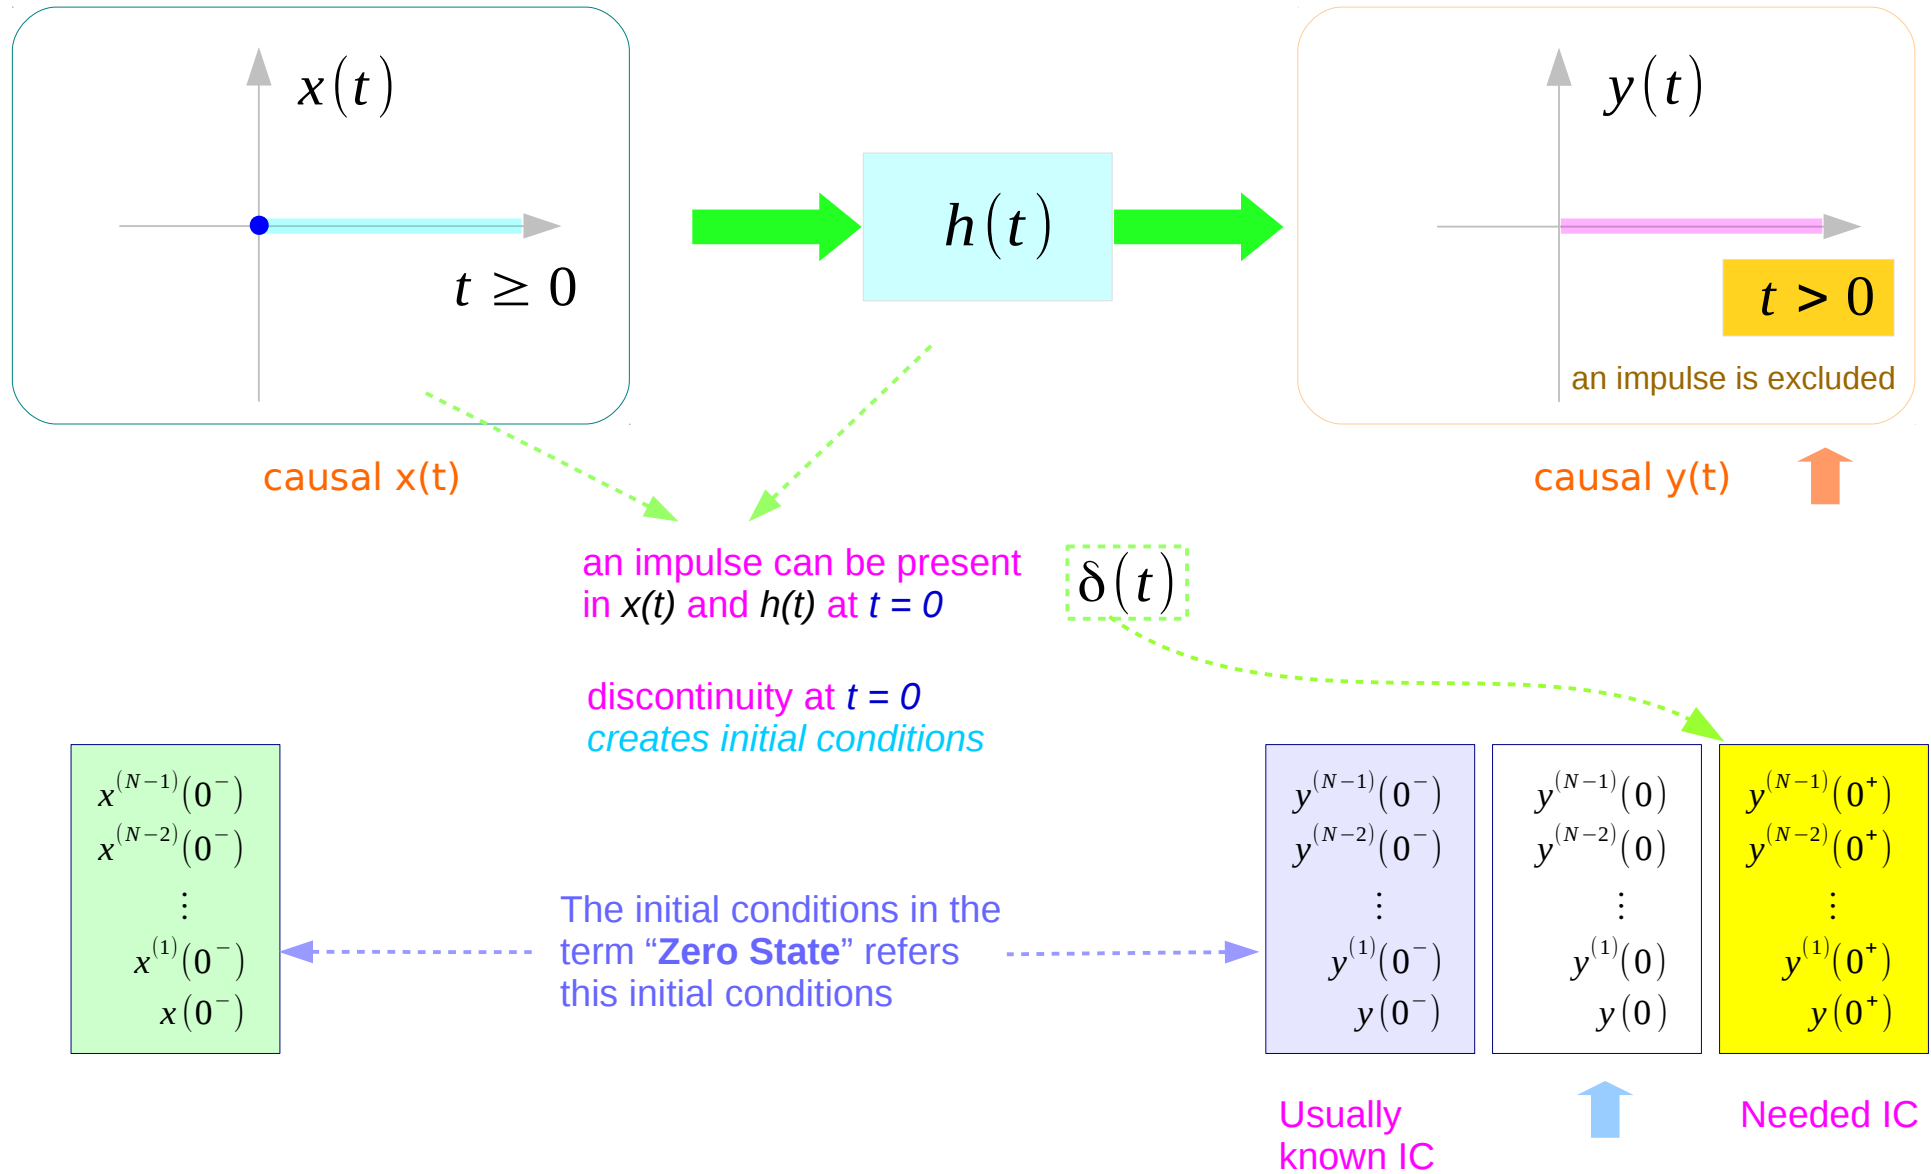 x(t)
t ≥ 0
causal x(t)
h(t)
y(t)
t > 0
an impulse is excluded
causal y(t)
an impulse can be present
in x(t) and h(t) at t = 0
δ(t)
discontinuity at t = 0
creates initial conditions
x^(N−1)(0^−)
x^(N−2)(0^−)
⋮
x^(1)(0^−)
x(0^−)
The initial conditions in the
term “Zero State” refers
this initial conditions
y^(N−1)(0^−)
y^(N−2)(0^−)
⋮
y^(1)(0^−)
y(0^−)
Usually
known IC
y^(N−1)(0)
y^(N−2)(0)
⋮
y^(1)(0)
y(0)
y^(N−1)(0^+)
y^(N−2)(0^+)
⋮
y^(1)(0^+)
y(0^+)
Needed IC